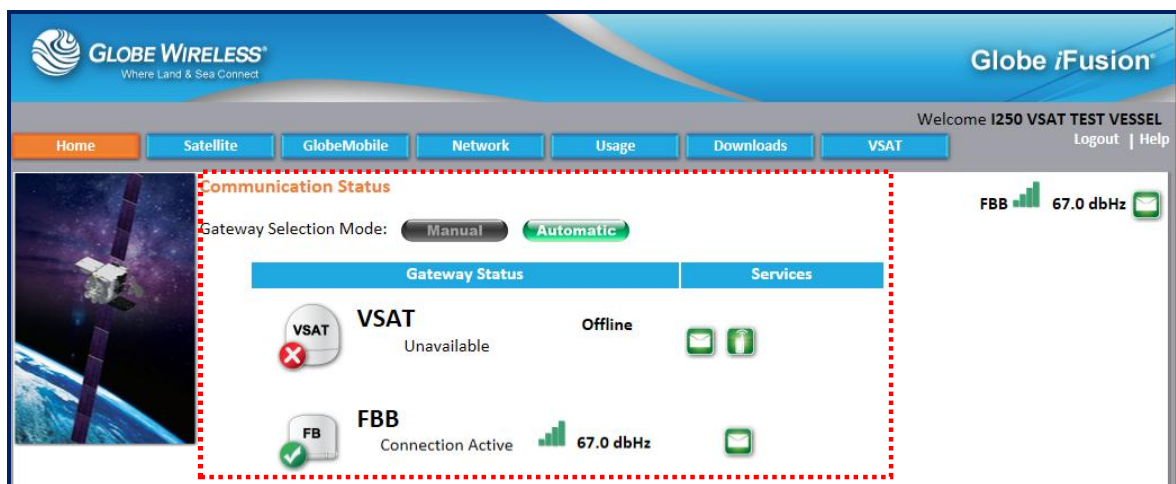 GLOBE WIRELESS®
Where Land & Sea Connect
Globe iFusion®
Welcome I250 VSAT TEST VESSEL
Logout | Help
Home Satellite GlobeMobile Network Usage Downloads VSAT
Communication Status
FBB 67.0 dbHz
Gateway Selection Mode: Manual Automatic
Gateway Status Services
VSAT
VSAT Offline
Unavailable
FB
FBB
Connection Active 67.0 dbHz